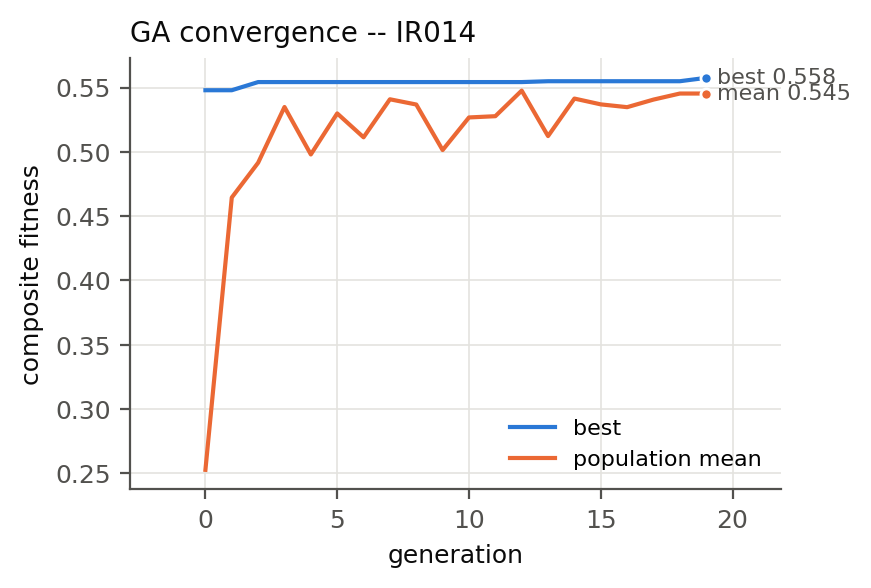 GA convergence -- IR014
best 0.558
mean 0.545
0.55
0.50
0.45
0.40
0.35
0.30
0.25
composite fitness
best
population mean
0 5 10 15 20
generation